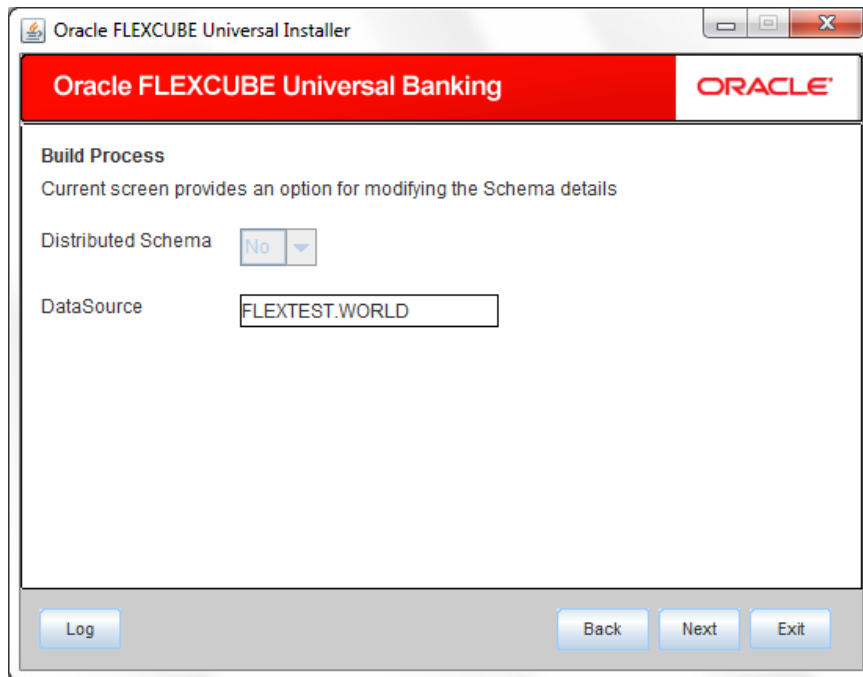 Oracle FLEXCUBE Universal Installer
Oracle FLEXCUBE Universal Banking
ORACLE
Build Process
Current screen provides an option for modifying the Schema details
Distributed Schema No
DataSource FLEXTEST.WORLD
Log Back Next Exit